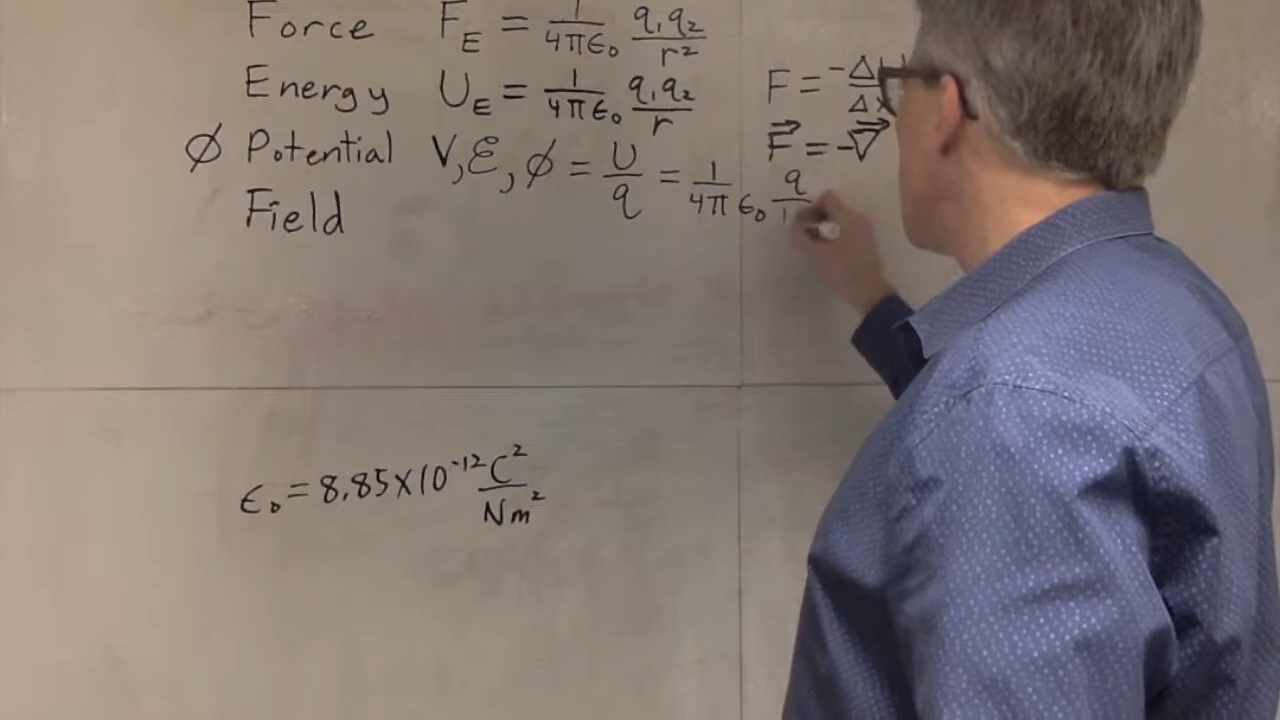 Force F_E = 1/4πϵ₀ q₁q₂/r²
Energy U_E = 1/4πϵ₀ q₁q₂/r
F = -Δ/Δx
ϕ Potential V, ℰ, ϕ = U/q = 1/4πϵ₀ q/
F⃗ = -∇⃗
Field
ϵ₀ = 8.85×10⁻¹² C²/Nm²